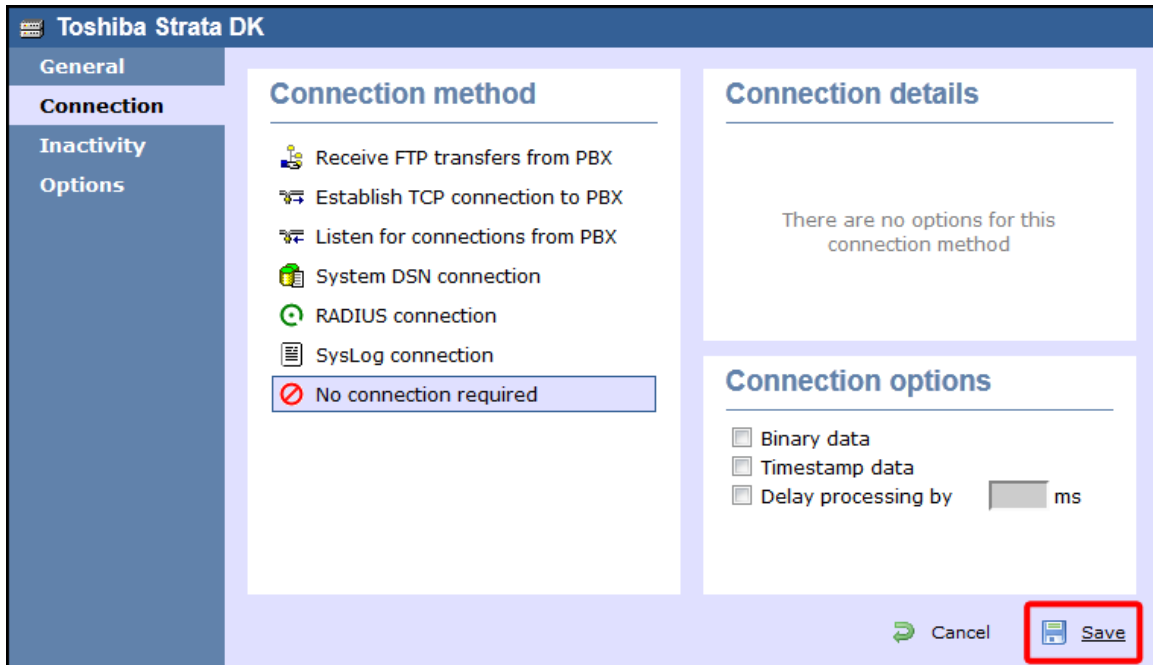 Toshiba Strata DK
General
Connection
Inactivity
Options
Connection method
Receive FTP transfers from PBX
Establish TCP connection to PBX
Listen for connections from PBX
System DSN connection
RADIUS connection
SysLog connection
No connection required
Connection details
There are no options for this
connection method
Connection options
Binary data
Timestamp data
Delay processing by ms
Cancel Save